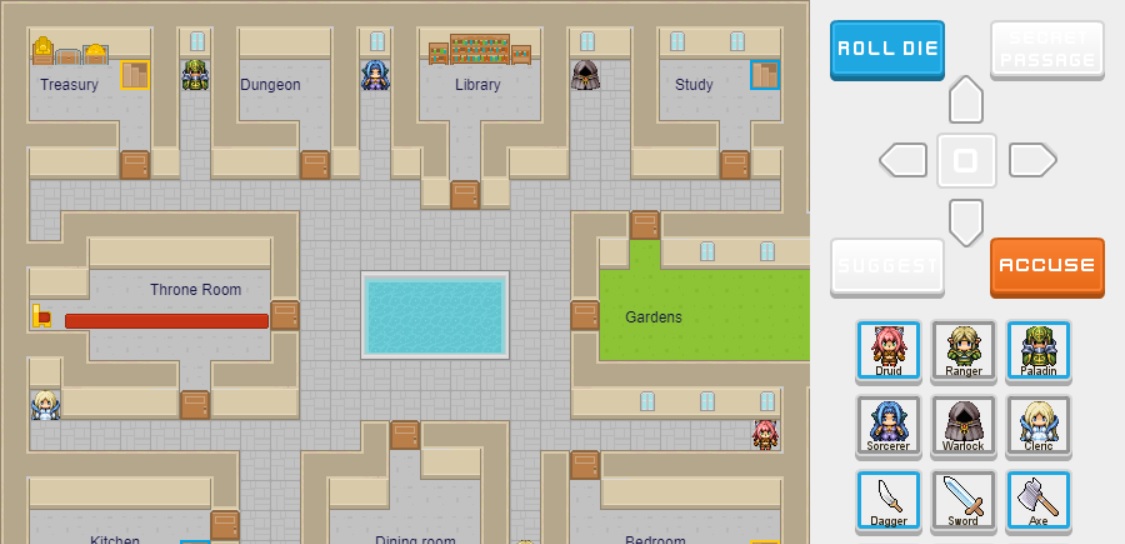 ROLL DIE
SECRET
PASSAGE
Treasury
Dungeon
Library
Study
SUGGEST
ACCUSE
Throne Room
Gardens
Druid
Ranger
Paladin
Sorcerer
Warlock
Cleric
Dagger
Sword
Axe
Kitchen
Dining room
Bedroom